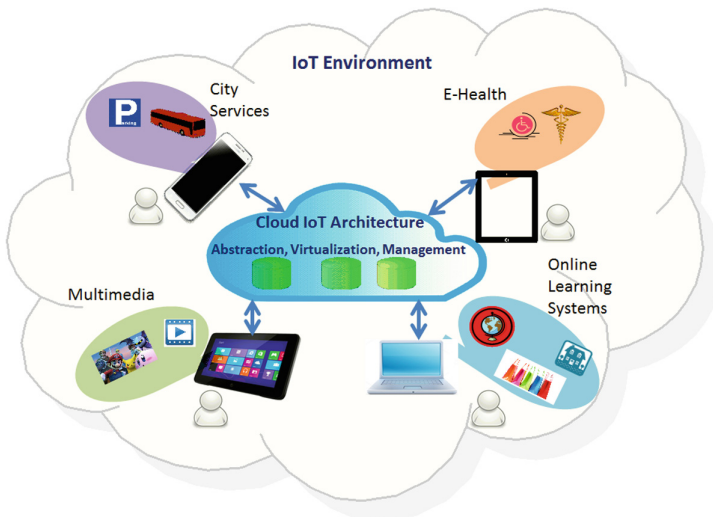 IoT Environment
City
Services
E-Health
P
Cloud IoT Architecture
Abstraction, Virtualization, Management
Multimedia
Online
Learning
Systems